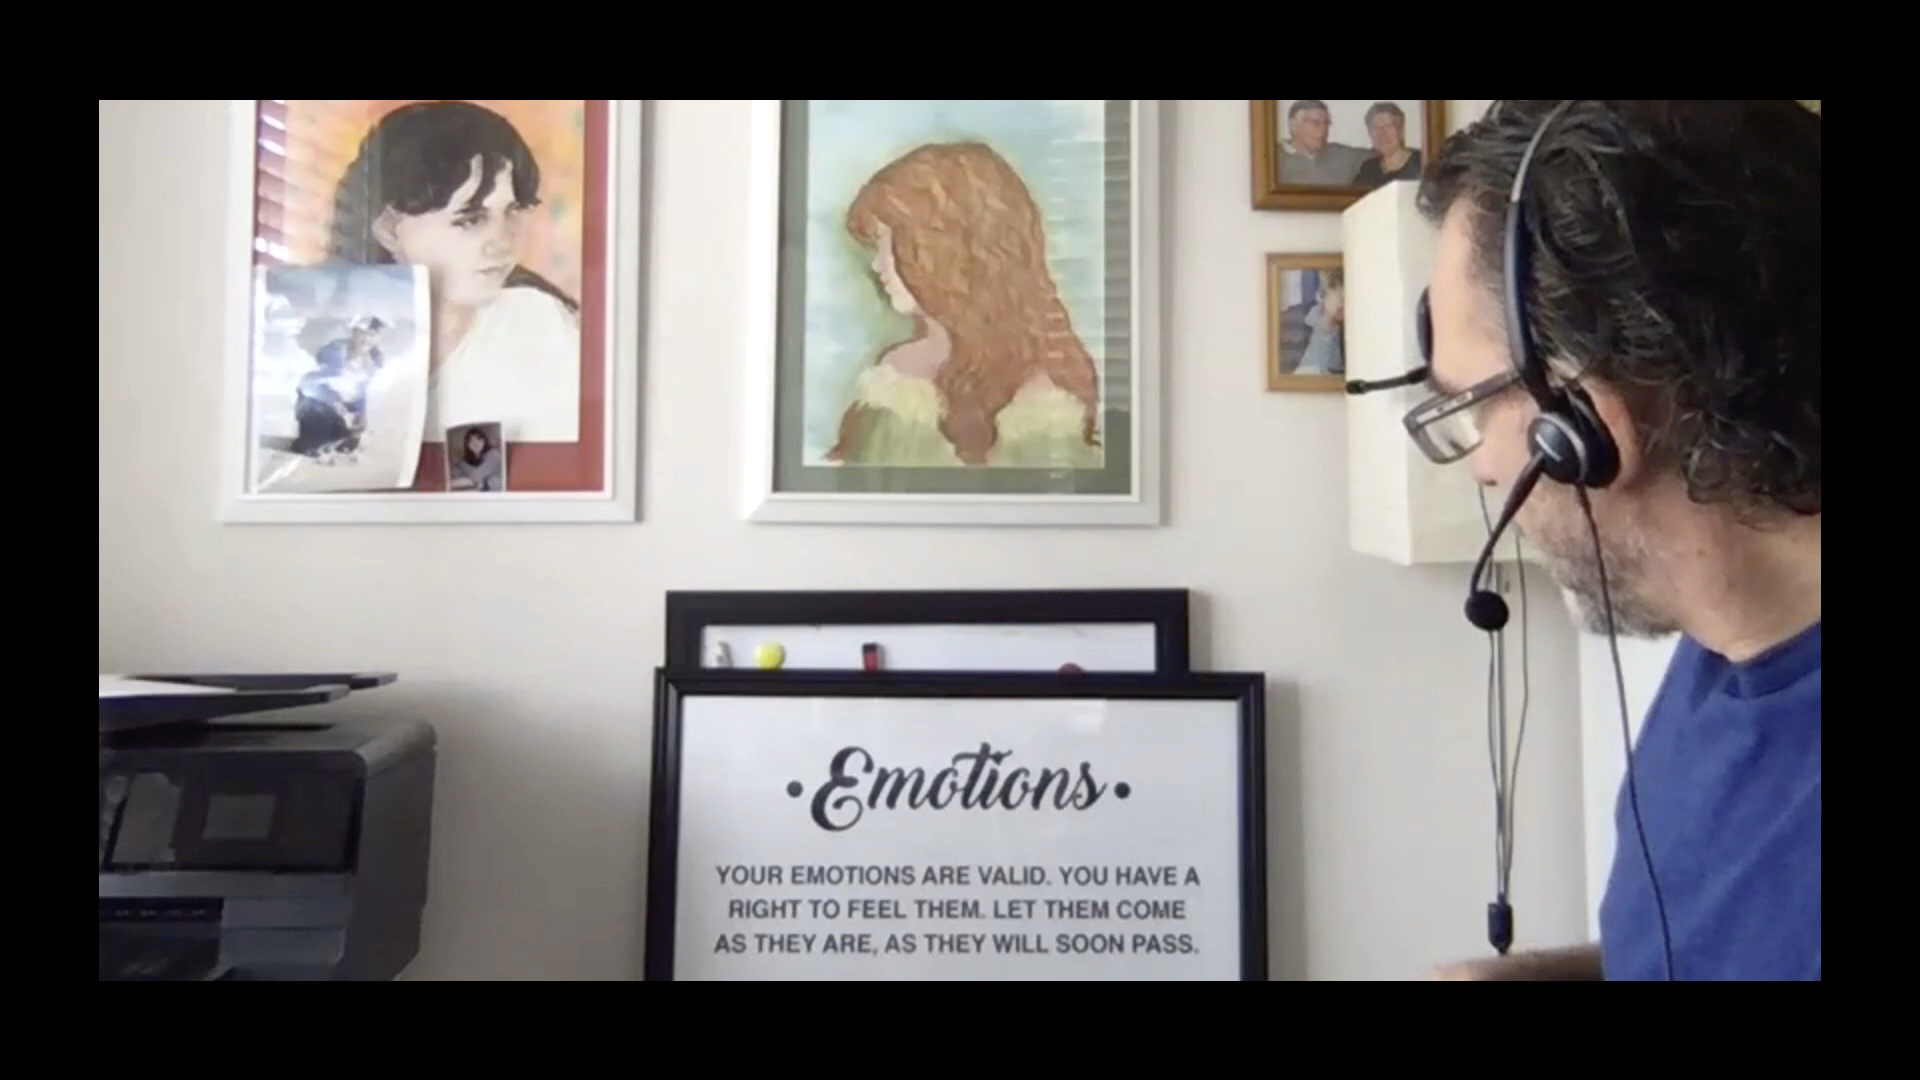 • Emotions •
YOUR EMOTIONS ARE VALID. YOU HAVE A
RIGHT TO FEEL THEM. LET THEM COME
AS THEY ARE, AS THEY WILL SOON PASS.